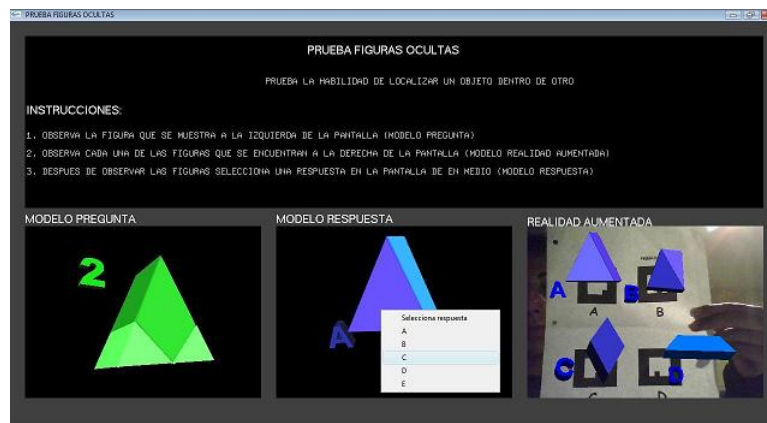 PRUEBA FIGURAS OCULTAS
PRUEBA FIGURAS OCULTAS
PRUEBA LA HABILIDAD DE LOCALIZAR UN OBJETO DENTRO DE OTRO
INSTRUCCIONES:
1. OBSERVA LA FIGURA QUE SE MUESTRA A LA IZQUIERDA DE LA PANTALLA (MODELO PREGUNTA)
2. OBSERVA CADA UNA DE LAS FIGURAS QUE SE ENCUENTRAN A LA DERECHA DE LA PANTALLA (MODELO REALIDAD AUMENTADA)
3. DESPUES DE OBSERVAR LAS FIGURAS SELECCIONA UNA RESPUESTA EN LA PANTALLA DE EN MEDIO (MODELO RESPUESTA)
MODELO PREGUNTA
2
MODELO RESPUESTA
A
Selecciona respuesta
A
B
C
D
E
REALIDAD AUMENTADA
A
B
A B
C
D
C D